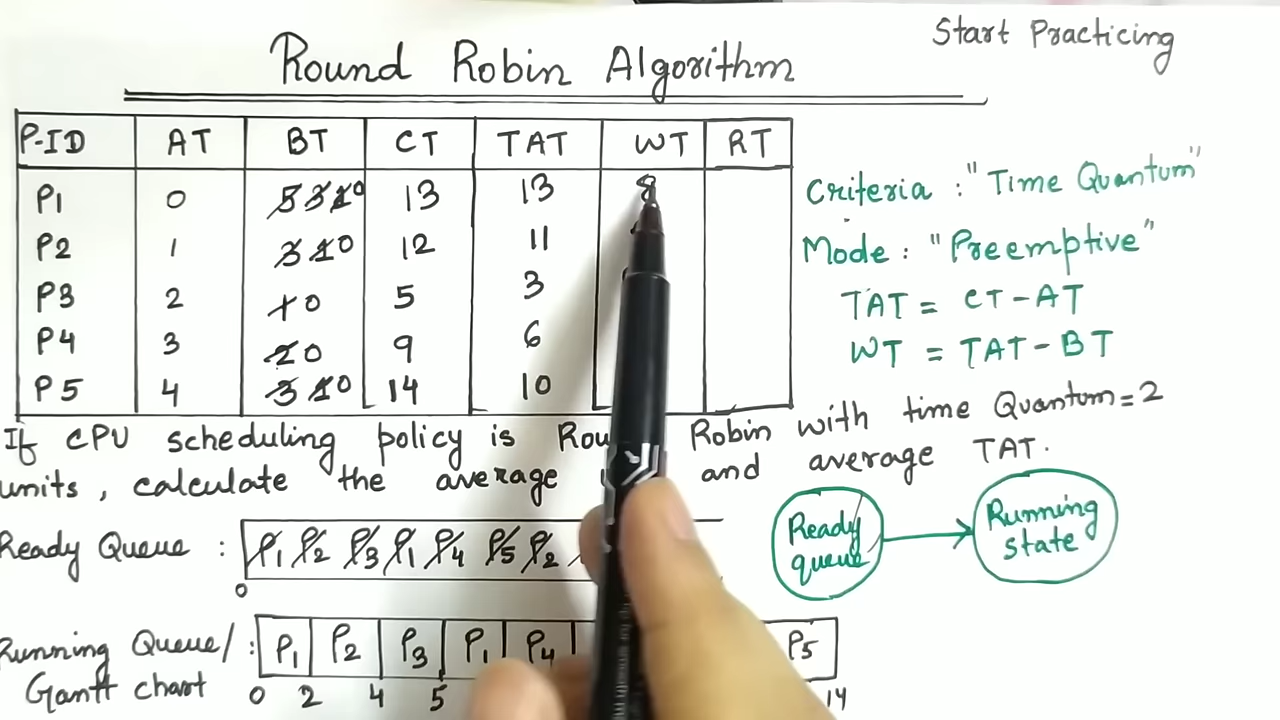 Start Practicing
Round Robin Algorithm
P-ID AT BT CT TAT WT RT
P1 0 5 3 1 0 13 13 8
P2 1 3 1 0 12 11
P3 2 1 0 5 3
P4 3 2 0 9 6
P5 4 3 1 0 14 10
Criteria : "Time Quantum"
Mode : "Preemptive"
TAT = CT - AT
WT = TAT - BT
If CPU scheduling policy is Robin with time Quantum = 2
units, calculate the average and average TAT.
Ready Queue : P1 P2 P3 P1 P4 P5 P2
0
Ready queue
Running state
Running Queue/ : P1 P2 P3 P1 P4 P5
Gantt chart 0 2 4 5 14